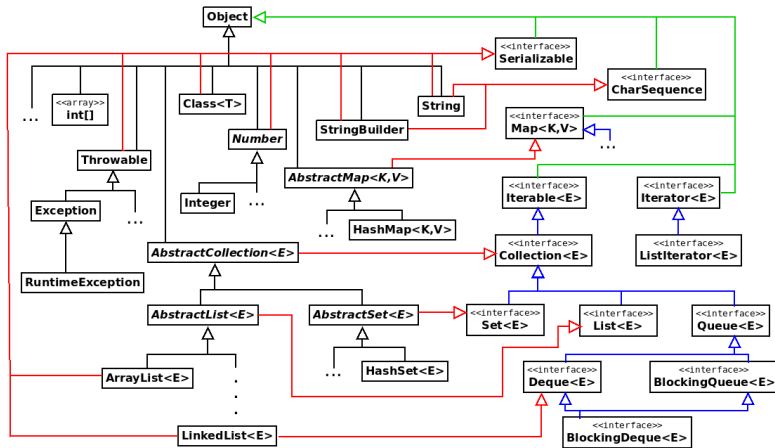 Object
<<interface>>
Serializable
<<interface>>
CharSequence
...
<<array>>
int[]
Class<T>
String
StringBuilder
Number
<<interface>>
Map<K,V>
...
Throwable
AbstractMap<K,V>
Integer
...
Exception
...
...
HashMap<K,V>
<<interface>>
Iterable<E>
<<interface>>
Iterator<E>
AbstractCollection<E>
<<interface>>
Collection<E>
<<interface>>
ListIterator<E>
RuntimeException
AbstractList<E>
AbstractSet<E>
<<interface>>
Set<E>
<<interface>>
List<E>
<<interface>>
Queue<E>
ArrayList<E>
...
...
HashSet<E>
<<interface>>
Deque<E>
<<interface>>
BlockingQueue<E>
LinkedList<E>
<<interface>>
BlockingDeque<E>